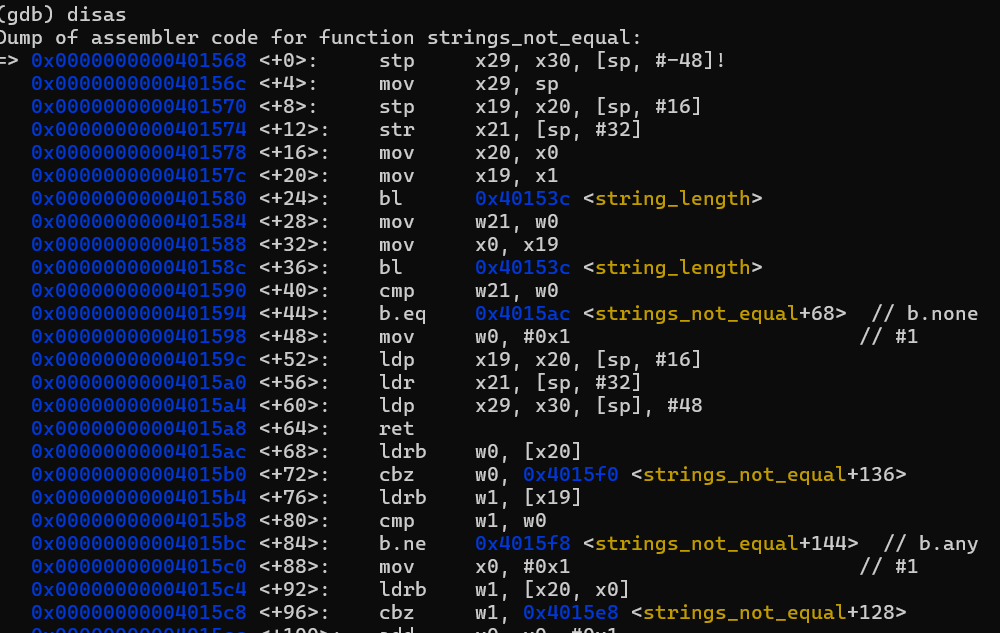 (gdb) disas
Dump of assembler code for function strings_not_equal:
=> 0x0000000000401568 <+0>: stp x29, x30, [sp, #-48]!
0x000000000040156c <+4>: mov x29, sp
0x0000000000401570 <+8>: stp x19, x20, [sp, #16]
0x0000000000401574 <+12>: str x21, [sp, #32]
0x0000000000401578 <+16>: mov x20, x0
0x000000000040157c <+20>: mov x19, x1
0x0000000000401580 <+24>: bl 0x40153c <string_length>
0x0000000000401584 <+28>: mov w21, w0
0x0000000000401588 <+32>: mov x0, x19
0x000000000040158c <+36>: bl 0x40153c <string_length>
0x0000000000401590 <+40>: cmp w21, w0
0x0000000000401594 <+44>: b.eq 0x4015ac <strings_not_equal+68> // b.none
0x0000000000401598 <+48>: mov w0, #0x1 // #1
0x000000000040159c <+52>: ldp x19, x20, [sp, #16]
0x00000000004015a0 <+56>: ldr x21, [sp, #32]
0x00000000004015a4 <+60>: ldp x29, x30, [sp], #48
0x00000000004015a8 <+64>: ret
0x00000000004015ac <+68>: ldrb w0, [x20]
0x00000000004015b0 <+72>: cbz w0, 0x4015f0 <strings_not_equal+136>
0x00000000004015b4 <+76>: ldrb w1, [x19]
0x00000000004015b8 <+80>: cmp w1, w0
0x00000000004015bc <+84>: b.ne 0x4015f8 <strings_not_equal+144> // b.any
0x00000000004015c0 <+88>: mov x0, #0x1 // #1
0x00000000004015c4 <+92>: ldrb w1, [x20, x0]
0x00000000004015c8 <+96>: cbz w1, 0x4015e8 <strings_not_equal+128>